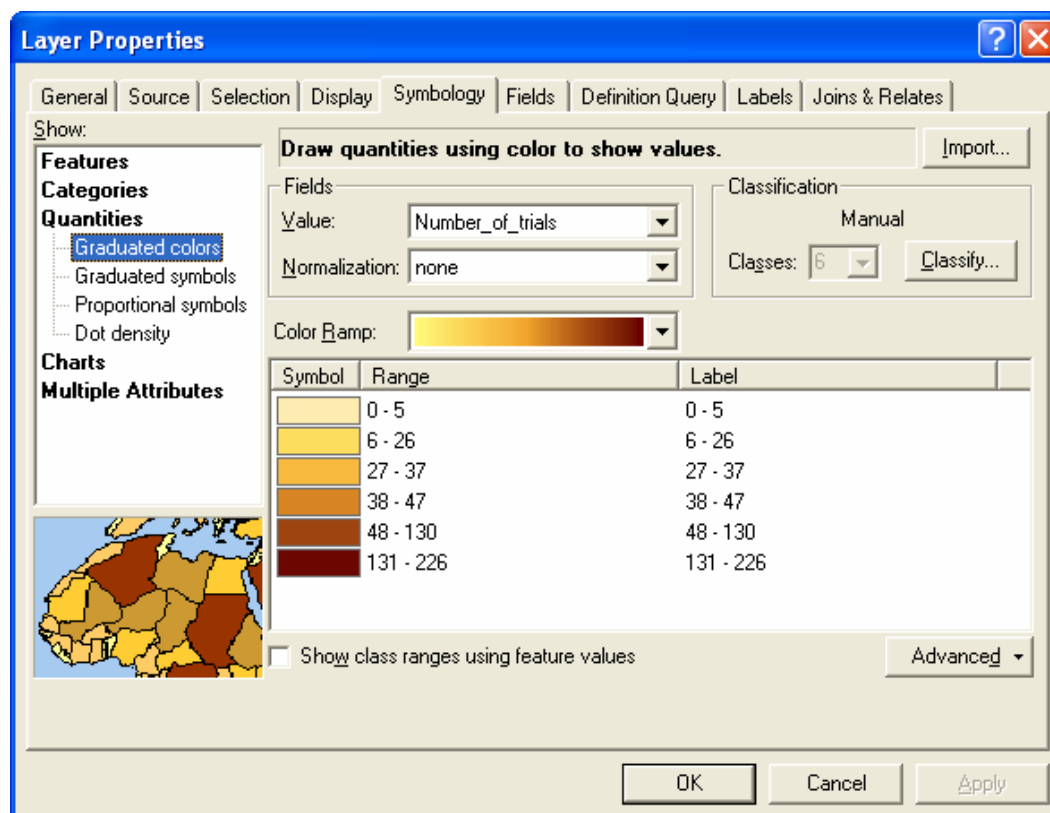 Layer Properties
General Source Selection Display Symbology Fields Definition Query Labels Joins & Relates
Show:
Features
Categories
Quantities
Graduated colors
Graduated symbols
Proportional symbols
Dot density
Charts
Multiple Attributes
Draw quantities using color to show values.
Import...
Fields
Value: Number_of_trials
Normalization: none
Classification
Manual
Classes: 6 Classify...
Color Ramp:
Symbol Range Label
0 - 5 0 - 5
6 - 26 6 - 26
27 - 37 27 - 37
38 - 47 38 - 47
48 - 130 48 - 130
131 - 226 131 - 226
Show class ranges using feature values
Advanced
OK Cancel Apply